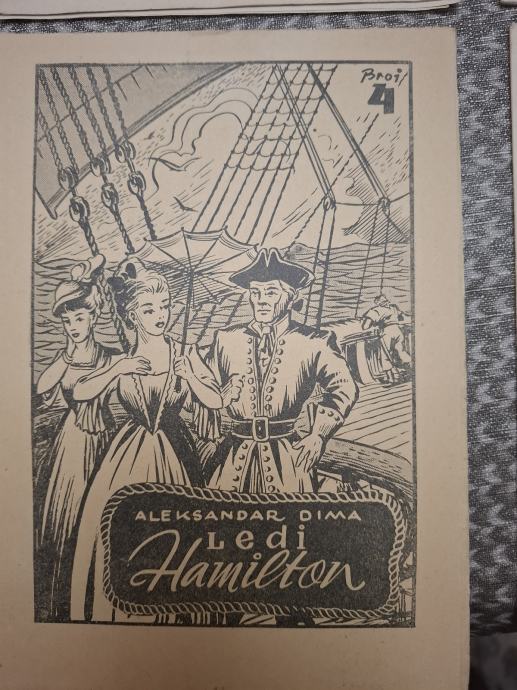 Broj
4
ALEKSANDAR DIMA
Ledi
Hamilton